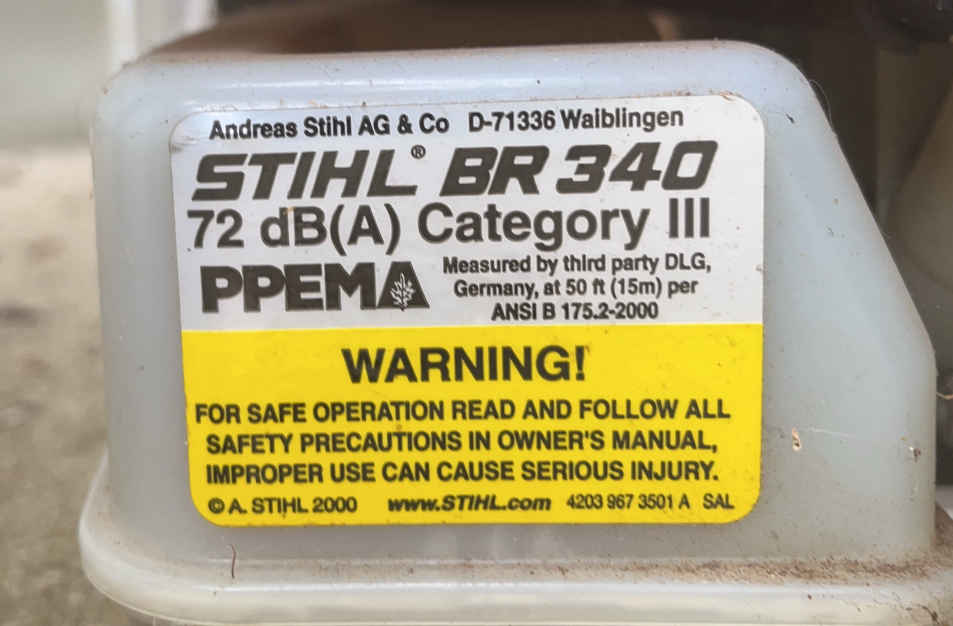 Andreas Stihl AG & Co D-71336 Waiblingen
STIHL® BR 340
72 dB(A) Category III
PPEMA
Measured by third party DLG,
Germany, at 50 ft (15m) per
ANSI B 175.2-2000
WARNING!
FOR SAFE OPERATION READ AND FOLLOW ALL
SAFETY PRECAUTIONS IN OWNER'S MANUAL,
IMPROPER USE CAN CAUSE SERIOUS INJURY.
© A. STIHL 2000 www.STIHL.com 4203 967 3501 A SAL